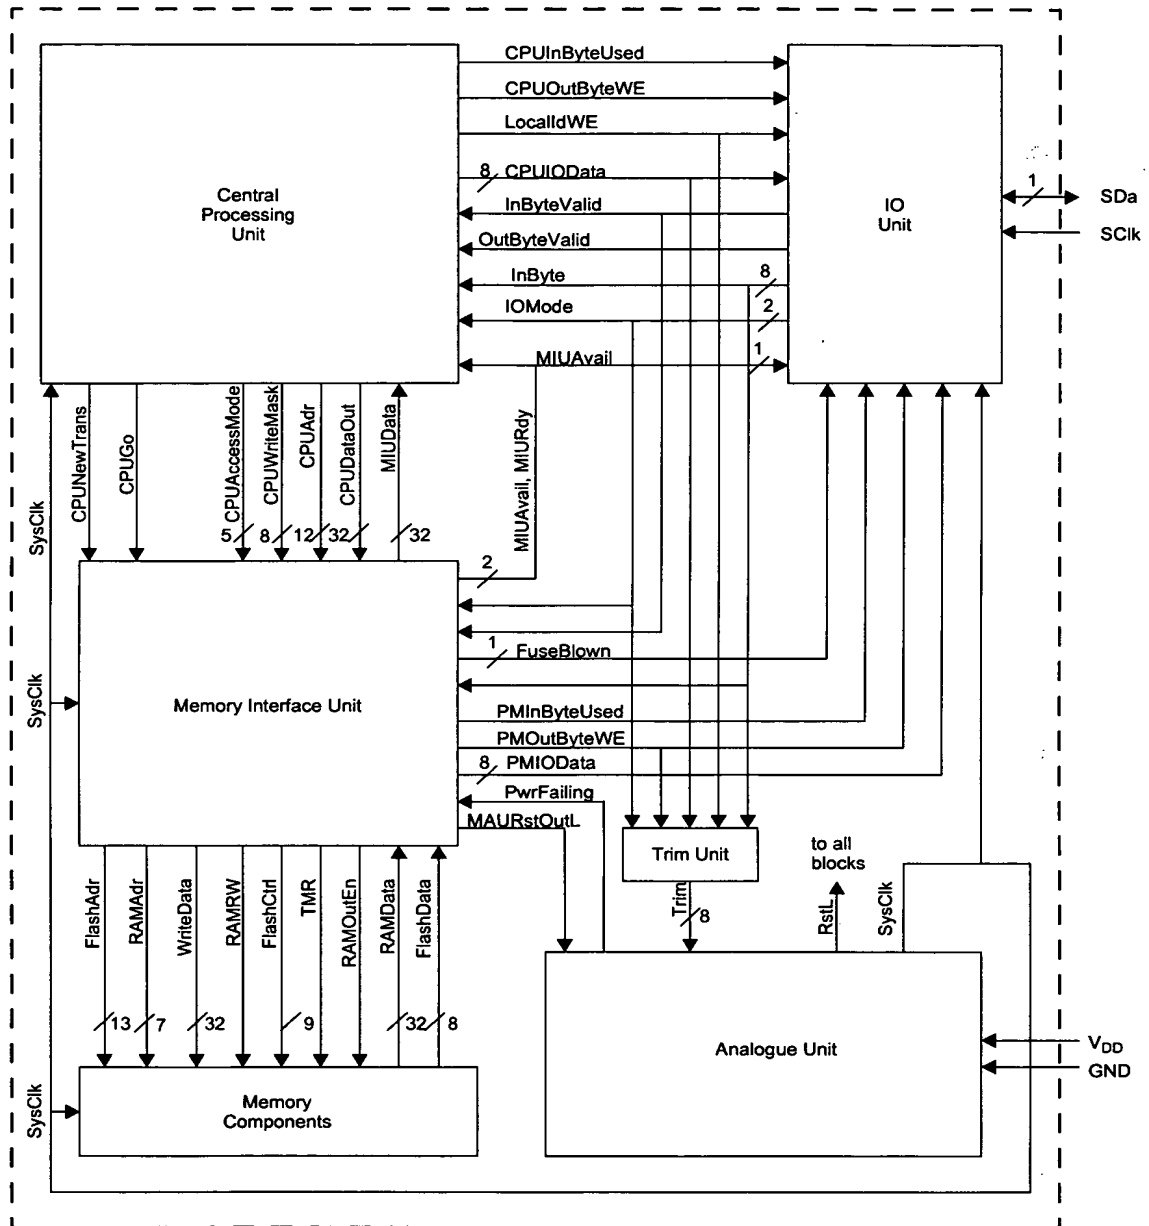 CPUInByteUsed
CPUOutByteWE
LocalIdWE
8 CPUIOData
InByteValid
OutByteValid
InByte 8
IOMode 2
MIUAvail 1
Central
Processing
Unit
IO
Unit
1
SDa
SClk
CPUNewTrans
CPUGo
CPUAccessMode
CPUWriteMask
CPUAdr
CPUDataOut
MIUData
5
8
12
32
32
SysClk
MIUAvail, MIURdy
2
1
FuseBlown
Memory Interface Unit
SysClk
PMInByteUsed
PMOutByteWE
8 PMIOData
PwrFailing
MAURstOutL
Trim Unit
to all
blocks
FlashAdr
RAMAdr
WriteData
RAMRW
FlashCtrl
TMR
RAMOutEn
RAMData
FlashData
Trim
8
RstL
SysClk
13
7
32
9
32
8
Analogue Unit
VDD
GND
SysClk
Memory
Components